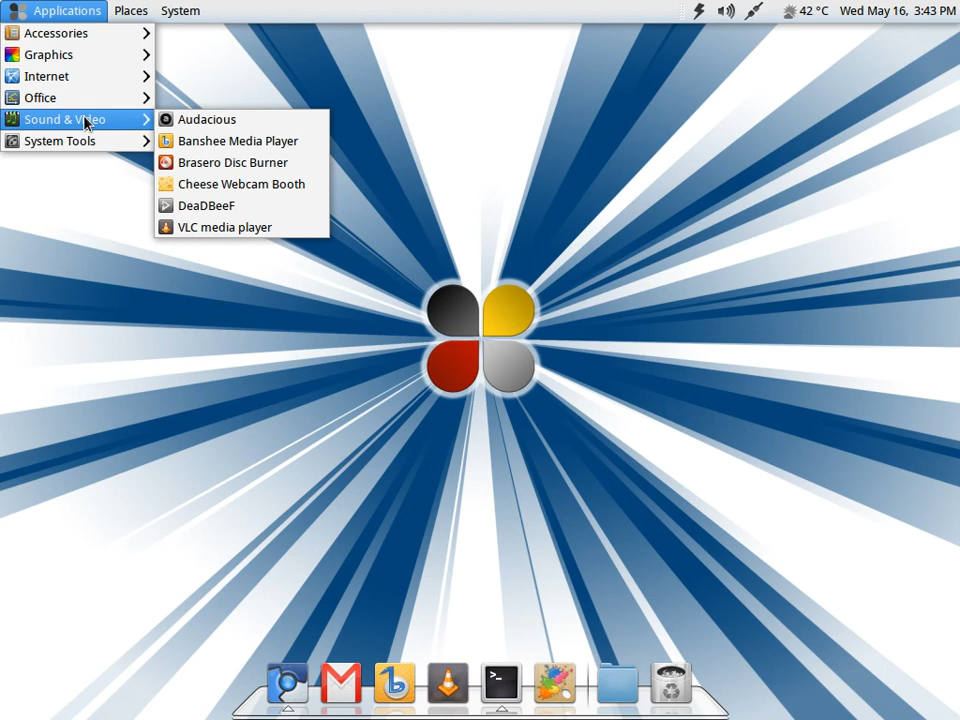 Applications Places System 42 °C Wed May 16, 3:43 PM
Accessories
Graphics
Internet
Office
Sound & Video
System Tools
Audacious
Banshee Media Player
Brasero Disc Burner
Cheese Webcam Booth
DeaDBeeF
VLC media player
>_